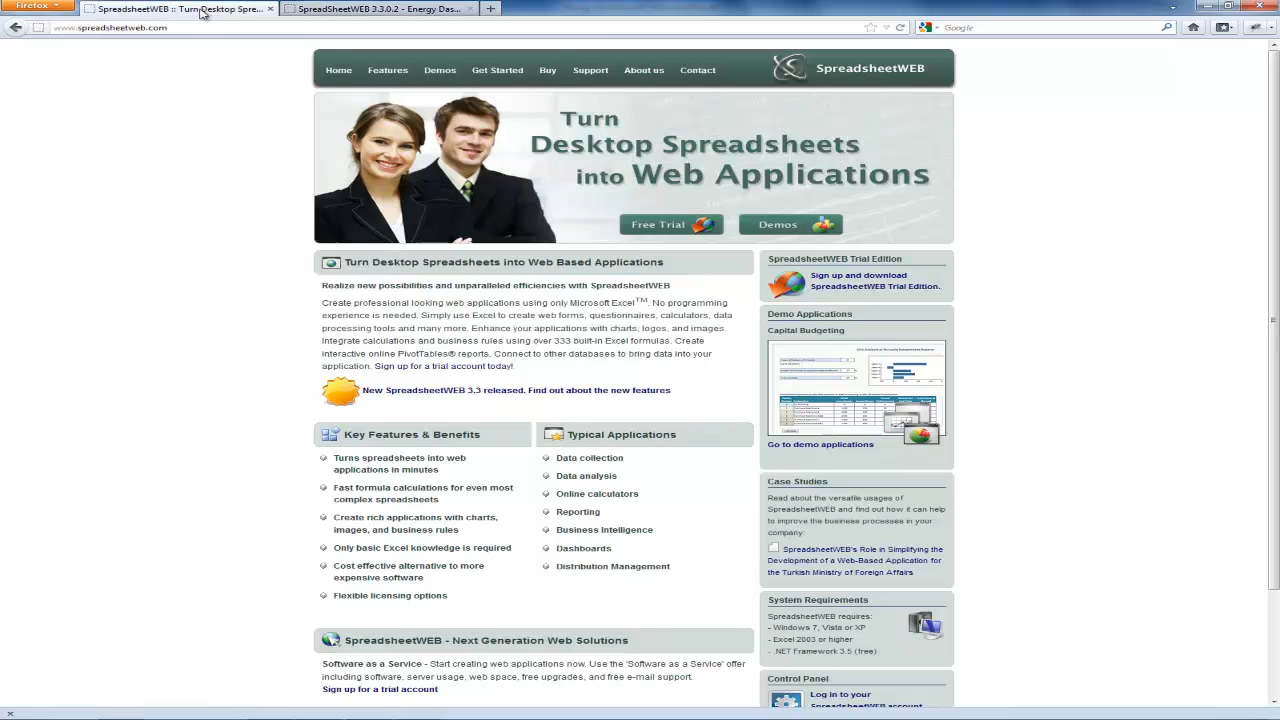 Firefox
SpreadsheetWEB :: Turn Desktop Spre...
SpreadSheetWEB 3.3.0.2 - Energy Das...
www.spreadsheetweb.com
Google
Home Features Demos Get Started Buy Support About us Contact
SpreadsheetWEB
Turn
Desktop Spreadsheets
into Web Applications
Free Trial
Demos
Turn Desktop Spreadsheets into Web Based Applications
Realize new possibilities and unparalleled efficiencies with SpreadsheetWEB
Create professional looking web applications using only Microsoft Excel™. No programming
experience is needed. Simply use Excel to create web forms, questionnaires, calculators, data
processing tools and many more. Enhance your applications with charts, logos, and images.
Integrate calculations and business rules using over 333 built-in Excel formulas. Create
interactive online PivotTables® reports. Connect to other databases to bring data into your
application. Sign up for a trial account today!
New SpreadsheetWEB 3.3 released. Find out about the new features
Key Features & Benefits
Turns spreadsheets into web
applications in minutes
Fast formula calculations for even most
complex spreadsheets
Create rich applications with charts,
images, and business rules
Only basic Excel knowledge is required
Cost effective alternative to more
expensive software
Flexible licensing options
Typical Applications
Data collection
Data analysis
Online calculators
Reporting
Business Intelligence
Dashboards
Distribution Management
SpreadsheetWEB - Next Generation Web Solutions
Software as a Service - Start creating web applications now. Use the 'Software as a Service' offer
including software, server usage, web space, free upgrades, and free e-mail support.
Sign up for a trial account
SpreadsheetWEB Trial Edition
Sign up and download
SpreadsheetWEB Trial Edition.
Demo Applications
Capital Budgeting
Go to demo applications
Case Studies
Read about the versatile usages of
SpreadsheetWEB and find out how it can help
to improve the business processes in your
company:
SpreadsheetWEB's Role in Simplifying the
Development of a Web-Based Application for
the Turkish Ministry of Foreign Affairs
System Requirements
SpreadsheetWEB requires:
- Windows 7, Vista or XP
- Excel 2003 or higher
- .NET Framework 3.5 (free)
Control Panel
Log in to your
SpreadsheetWEB account